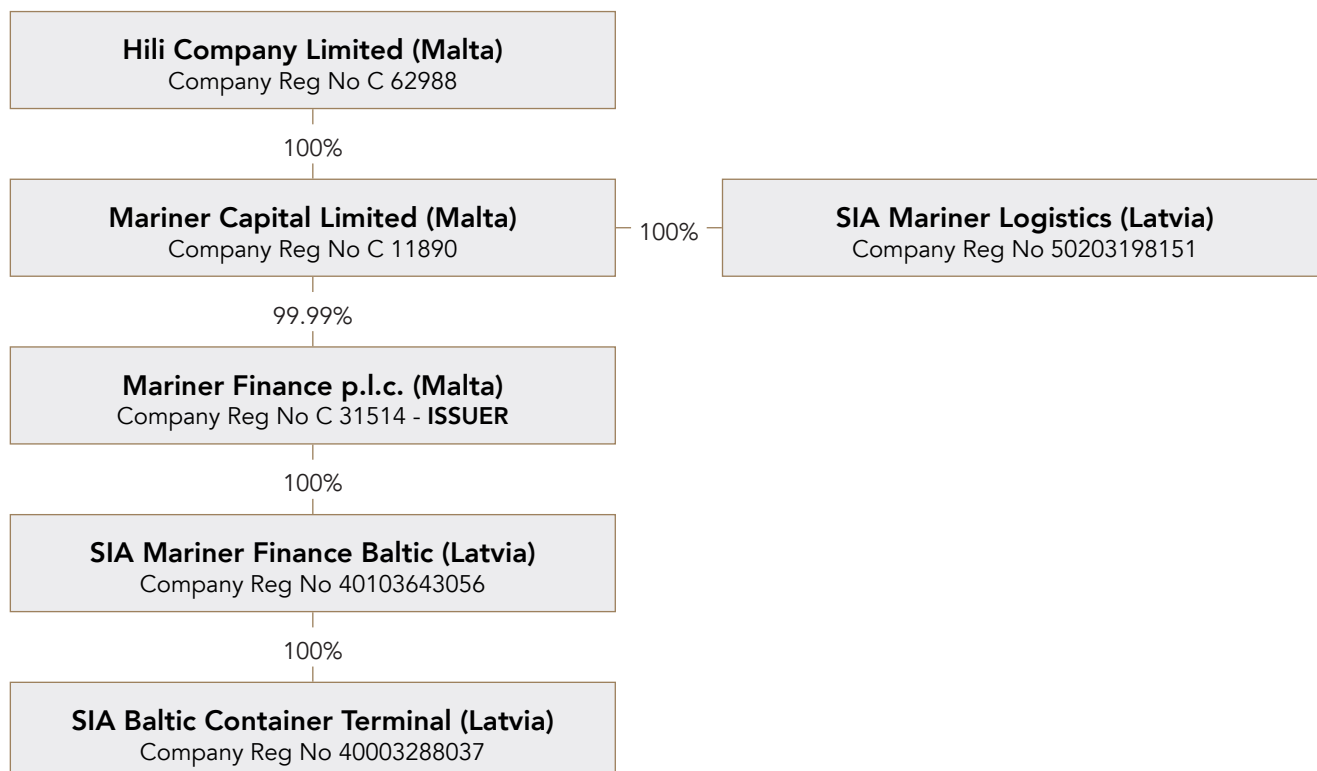 Hili Company Limited (Malta)
Company Reg No C 62988
100%
Mariner Capital Limited (Malta)
Company Reg No C 11890
100%
SIA Mariner Logistics (Latvia)
Company Reg No 50203198151
99.99%
Mariner Finance p.l.c. (Malta)
Company Reg No C 31514 - ISSUER
100%
SIA Mariner Finance Baltic (Latvia)
Company Reg No 40103643056
100%
SIA Baltic Container Terminal (Latvia)
Company Reg No 40003288037